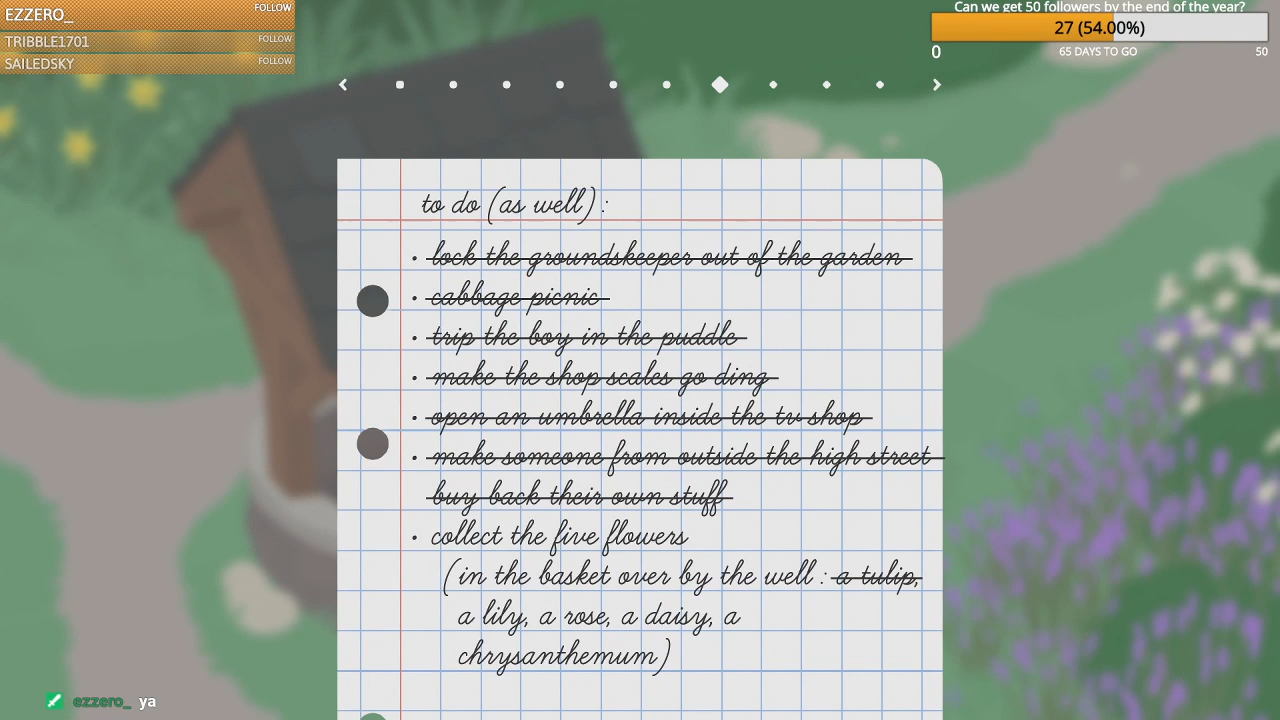 EZZERO_ FOLLOW
TRIBBLE1701 FOLLOW
SAILEDSKY FOLLOW
Can we get 50 followers by the end of the year?
27 (54.00%)
0 65 DAYS TO GO 50
to do (as well) :
• lock the groundskeeper out of the garden
• cabbage picnic
• trip the boy in the puddle
• make the shop scales go ding
• open an umbrella inside the tv shop
• make someone from outside the high street
buy back their own stuff
• collect the five flowers
(in the basket over by the well : a tulip,
a lily, a rose, a daisy, a
chrysanthemum)
ezzero_ ya